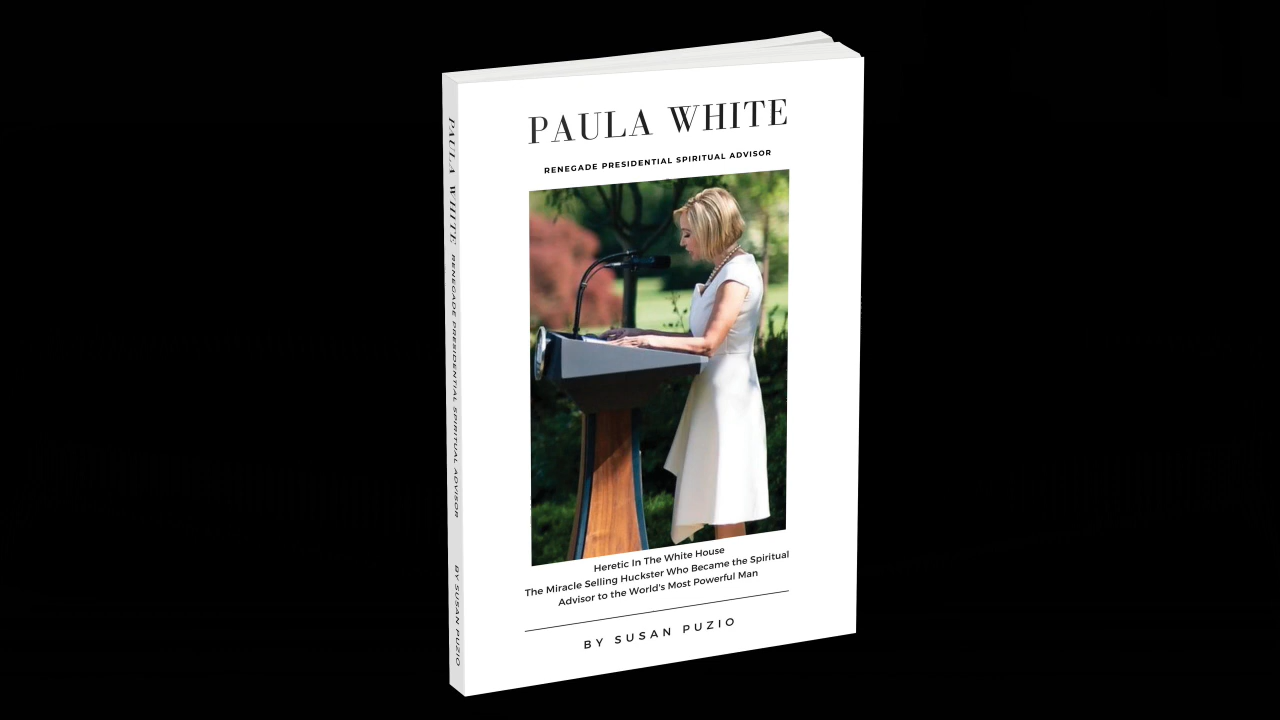 PAULA WHITE
RENEGADE PRESIDENTIAL SPIRITUAL ADVISOR
Heretic In The White House
The Miracle Selling Huckster Who Became the Spiritual
Advisor to the World's Most Powerful Man
BY SUSAN PUZIO
PAULA WHITE RENEGADE PRESIDENTIAL SPIRITUAL ADVISOR BY SUSAN PUZIO